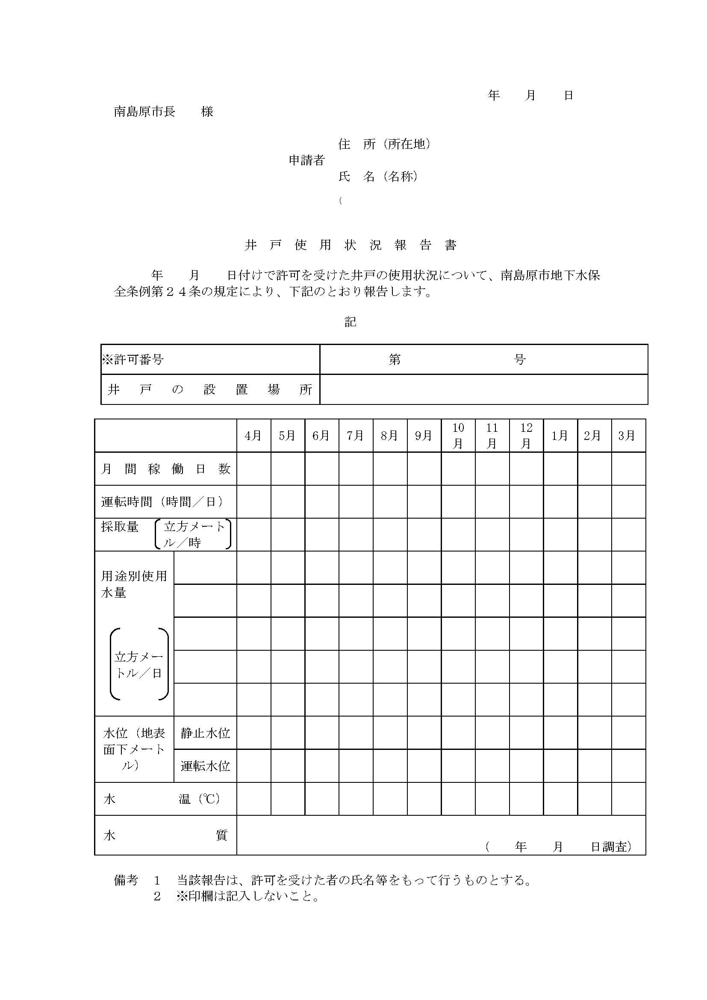 年　　月　　日
南島原市長　　様
住　所（所在地）
申請者
氏　名（名称）
（
井　戸　使　用　状　況　報　告　書
年　　月　　日付けで許可を受けた井戸の使用状況について、南島原市地下水保
全条例第２４条の規定により、下記のとおり報告します。
記
※許可番号　　第　　　　　　　　　号
井　戸　の　設　置　場　所
4月　5月　6月　7月　8月　9月　10月　11月　12月　1月　2月　3月
月　間　稼　働　日　数
運転時間（時間／日）
採取量　立方メート
ル／時
用途別使用
水量
立方メー
トル／日
水位（地表
面下メート
ル）
静止水位
運転水位
水　　　　　温（℃）
水　　　　　　　　質
（　　年　　月　　日調査）
備考　１　当該報告は、許可を受けた者の氏名等をもって行うものとする。
２　※印欄は記入しないこと。